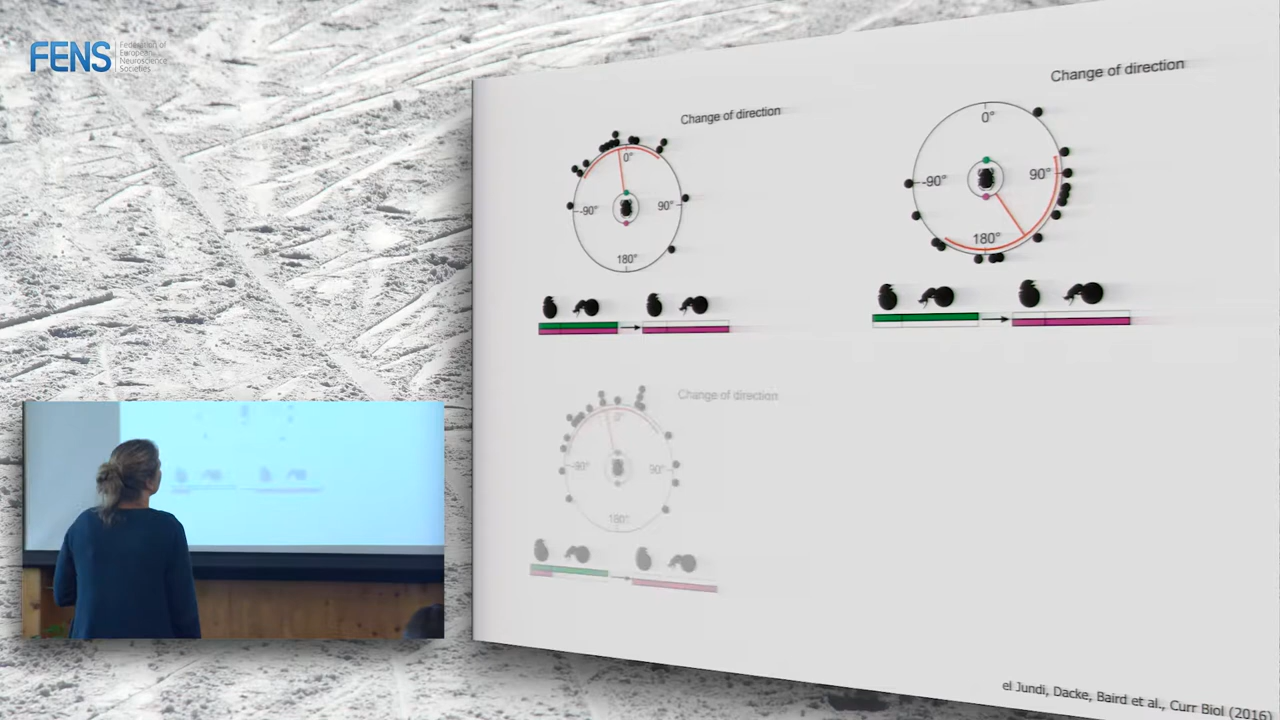 FENS
Federation of
European
Neuroscience
Societies
Change of direction
0°
-90°
90°
180°
Change of direction
0°
-90°
90°
180°
Change of direction
0°
-90°
90°
180°
el Jundi, Dacke, Baird et al., Curr Biol (2016)